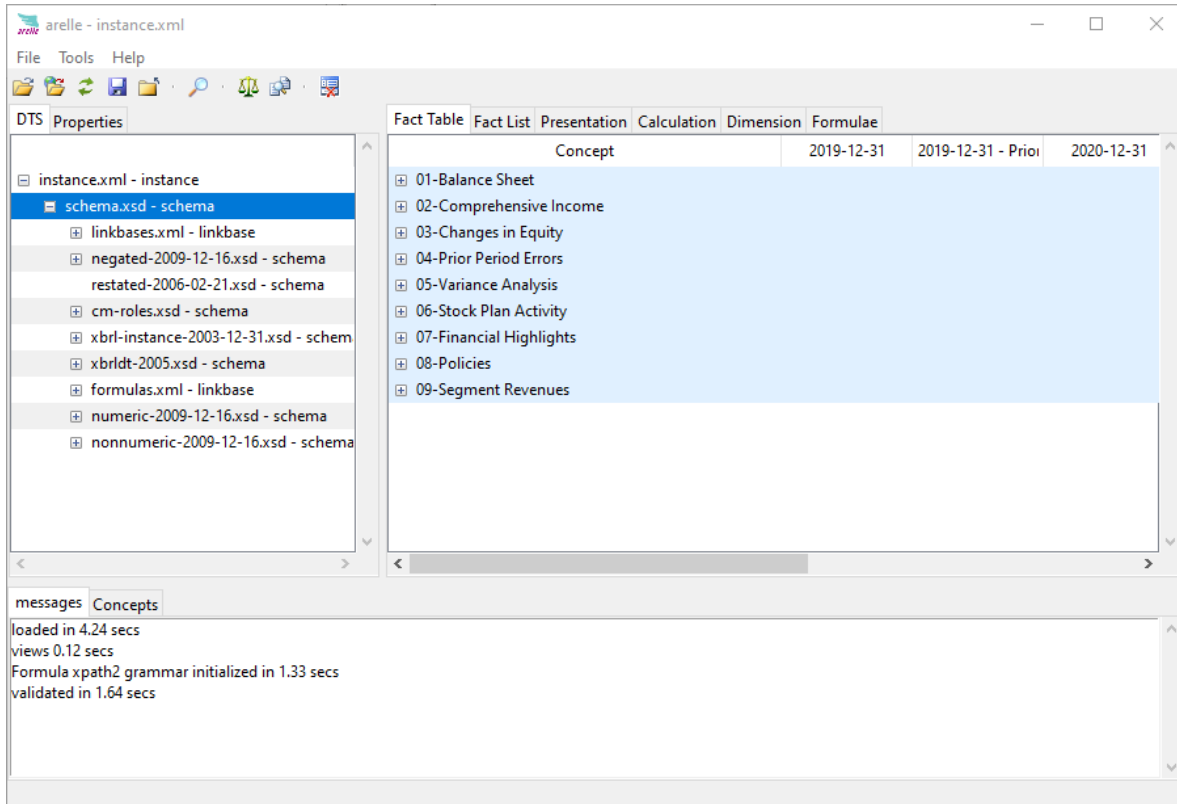 arelle arelle - instance.xml
File Tools Help
DTS Properties
instance.xml - instance
schema.xsd - schema
linkbases.xml - linkbase
negated-2009-12-16.xsd - schema
restated-2006-02-21.xsd - schema
cm-roles.xsd - schema
xbrl-instance-2003-12-31.xsd - schem
xbrldt-2005.xsd - schema
formulas.xml - linkbase
numeric-2009-12-16.xsd - schema
nonnumeric-2009-12-16.xsd - schema
Fact Table Fact List Presentation Calculation Dimension Formulae
Concept 2019-12-31 2019-12-31 - Prior 2020-12-31
01-Balance Sheet
02-Comprehensive Income
03-Changes in Equity
04-Prior Period Errors
05-Variance Analysis
06-Stock Plan Activity
07-Financial Highlights
08-Policies
09-Segment Revenues
messages Concepts
loaded in 4.24 secs
views 0.12 secs
Formula xpath2 grammar initialized in 1.33 secs
validated in 1.64 secs